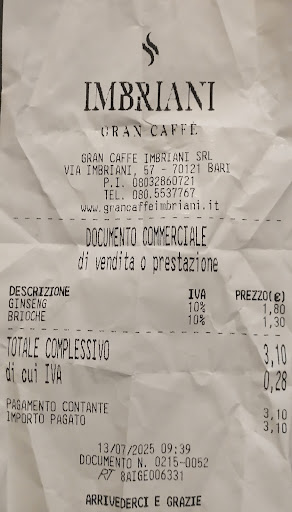 IMBRIANI
GRAN CAFFÈ
GRAN CAFFE IMBRIANI SRL
VIA IMBRIANI, 57 - 70121 BARI
P.I. 08032860721
TEL. 080.5537767
www.grancaffeimbriani.it
DOCUMENTO COMMERCIALE
di vendita o prestazione
DESCRIZIONE IVA PREZZO(€)
GINSENG 10% 1,80
BRIOCHE 10% 1,30
TOTALE COMPLESSIVO 3,10
di cui IVA 0,28
PAGAMENTO CONTANTE 3,10
IMPORTO PAGATO 3,10
13/07/2025 09:39
DOCUMENTO N. 0215-0052
RT 8AIGE006331
ARRIVEDERCI E GRAZIE